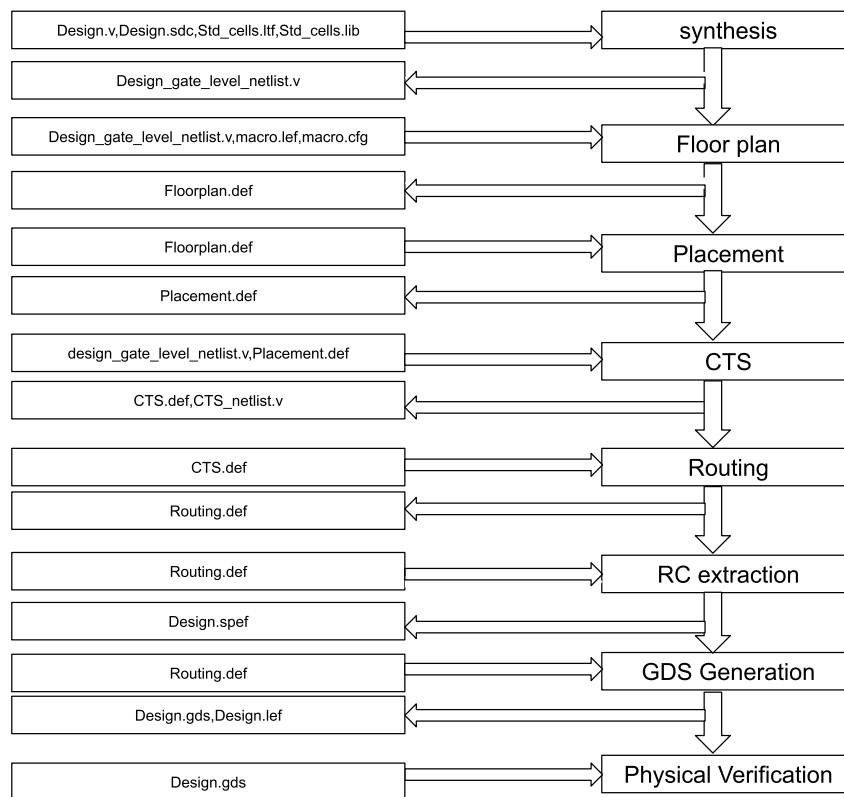 Design.v,Design.sdc,Std_cells.ltf,Std_cells.lib
synthesis
Design_gate_level_netlist.v
Design_gate_level_netlist.v,macro.lef,macro.cfg
Floor plan
Floorplan.def
Floorplan.def
Placement
Placement.def
design_gate_level_netlist.v,Placement.def
CTS
CTS.def,CTS_netlist.v
CTS.def
Routing
Routing.def
Routing.def
RC extraction
Design.spef
Routing.def
GDS Generation
Design.gds,Design.lef
Physical Verification
Design.gds